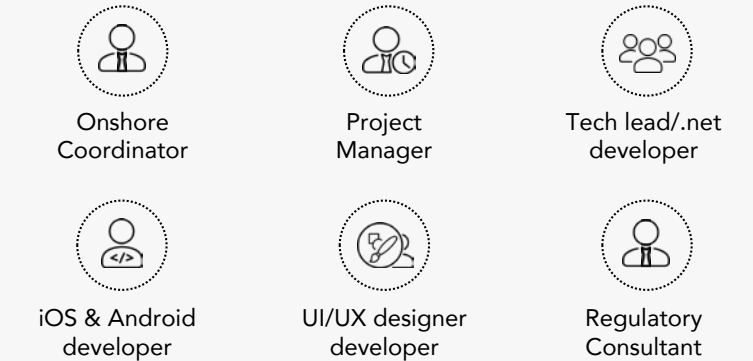 Onshore
Coordinator
Project
Manager
Tech lead/.net
developer
</>
iOS & Android
developer
UI/UX designer
developer
Regulatory
Consultant